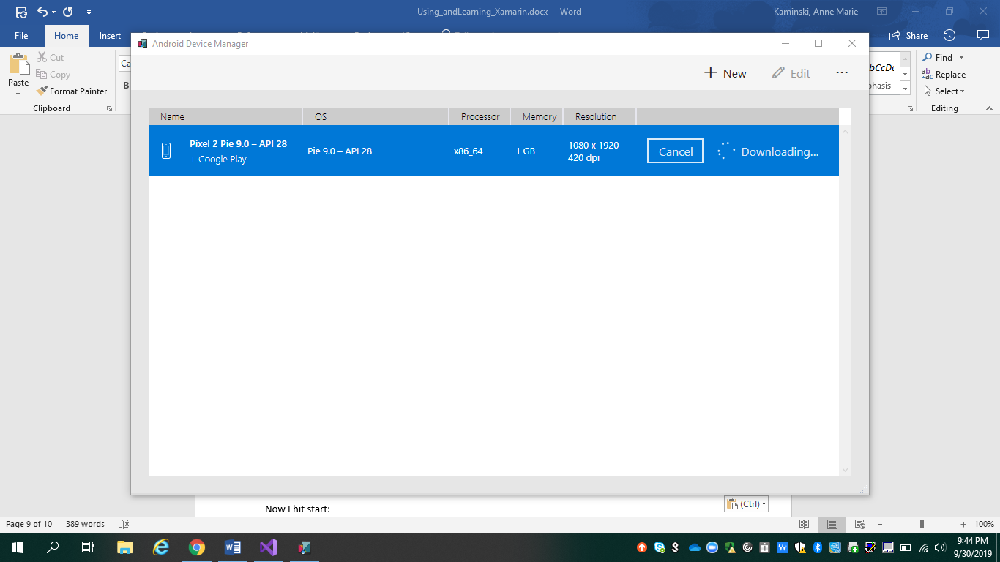 Using_andLearning_Xamarin.docx - Word
Kaminski, Anne Marie
File
Home
Insert
Share
Android Device Manager
Paste
Cut
Copy
Format Painter
Clipboard
Ca
B
New
Edit
...
bCcDc
phasis
Find
Replace
Select
Editing
Name OS Processor Memory Resolution
Pixel 2 Pie 9.0 – API 28
+ Google Play
Pie 9.0 – API 28
x86_64
1 GB
1080 x 1920
420 dpi
Cancel
Downloading...
Now I hit start:
(Ctrl)
Page 9 of 10 389 words
100%
9:44 PM
9/30/2019